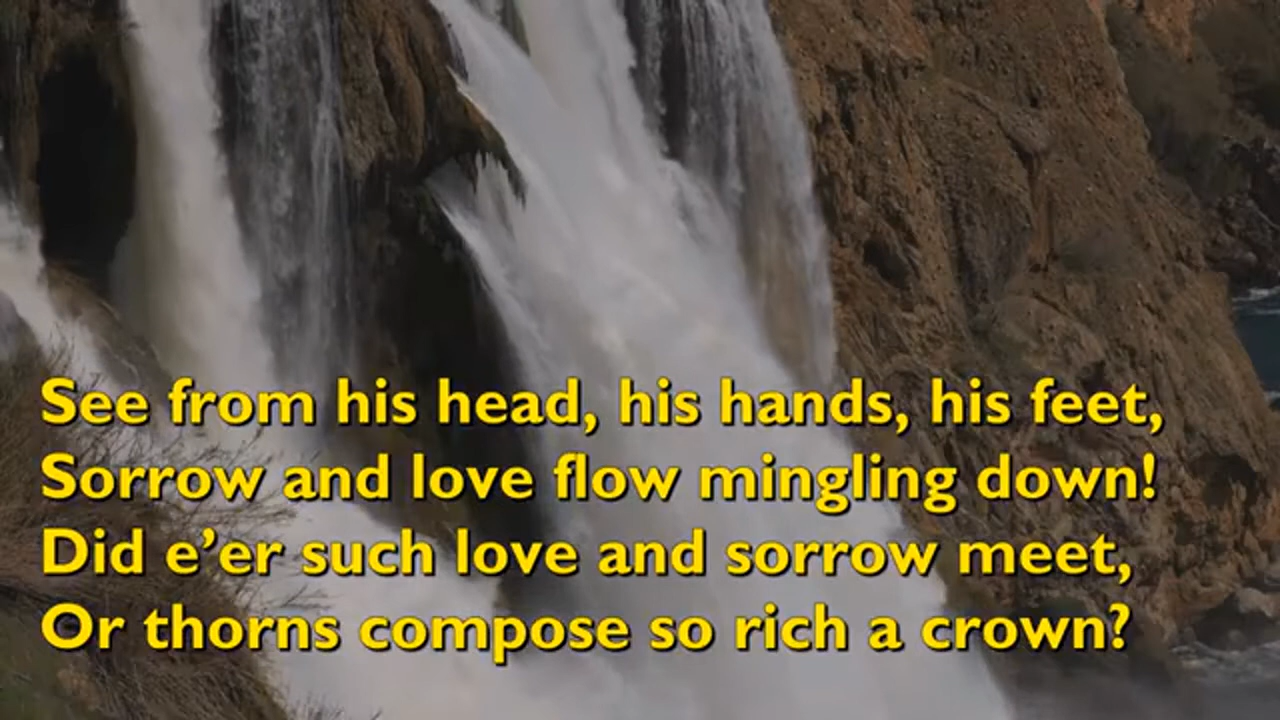 See from his head, his hands, his feet,
Sorrow and love flow mingling down!
Did e’er such love and sorrow meet,
Or thorns compose so rich a crown?